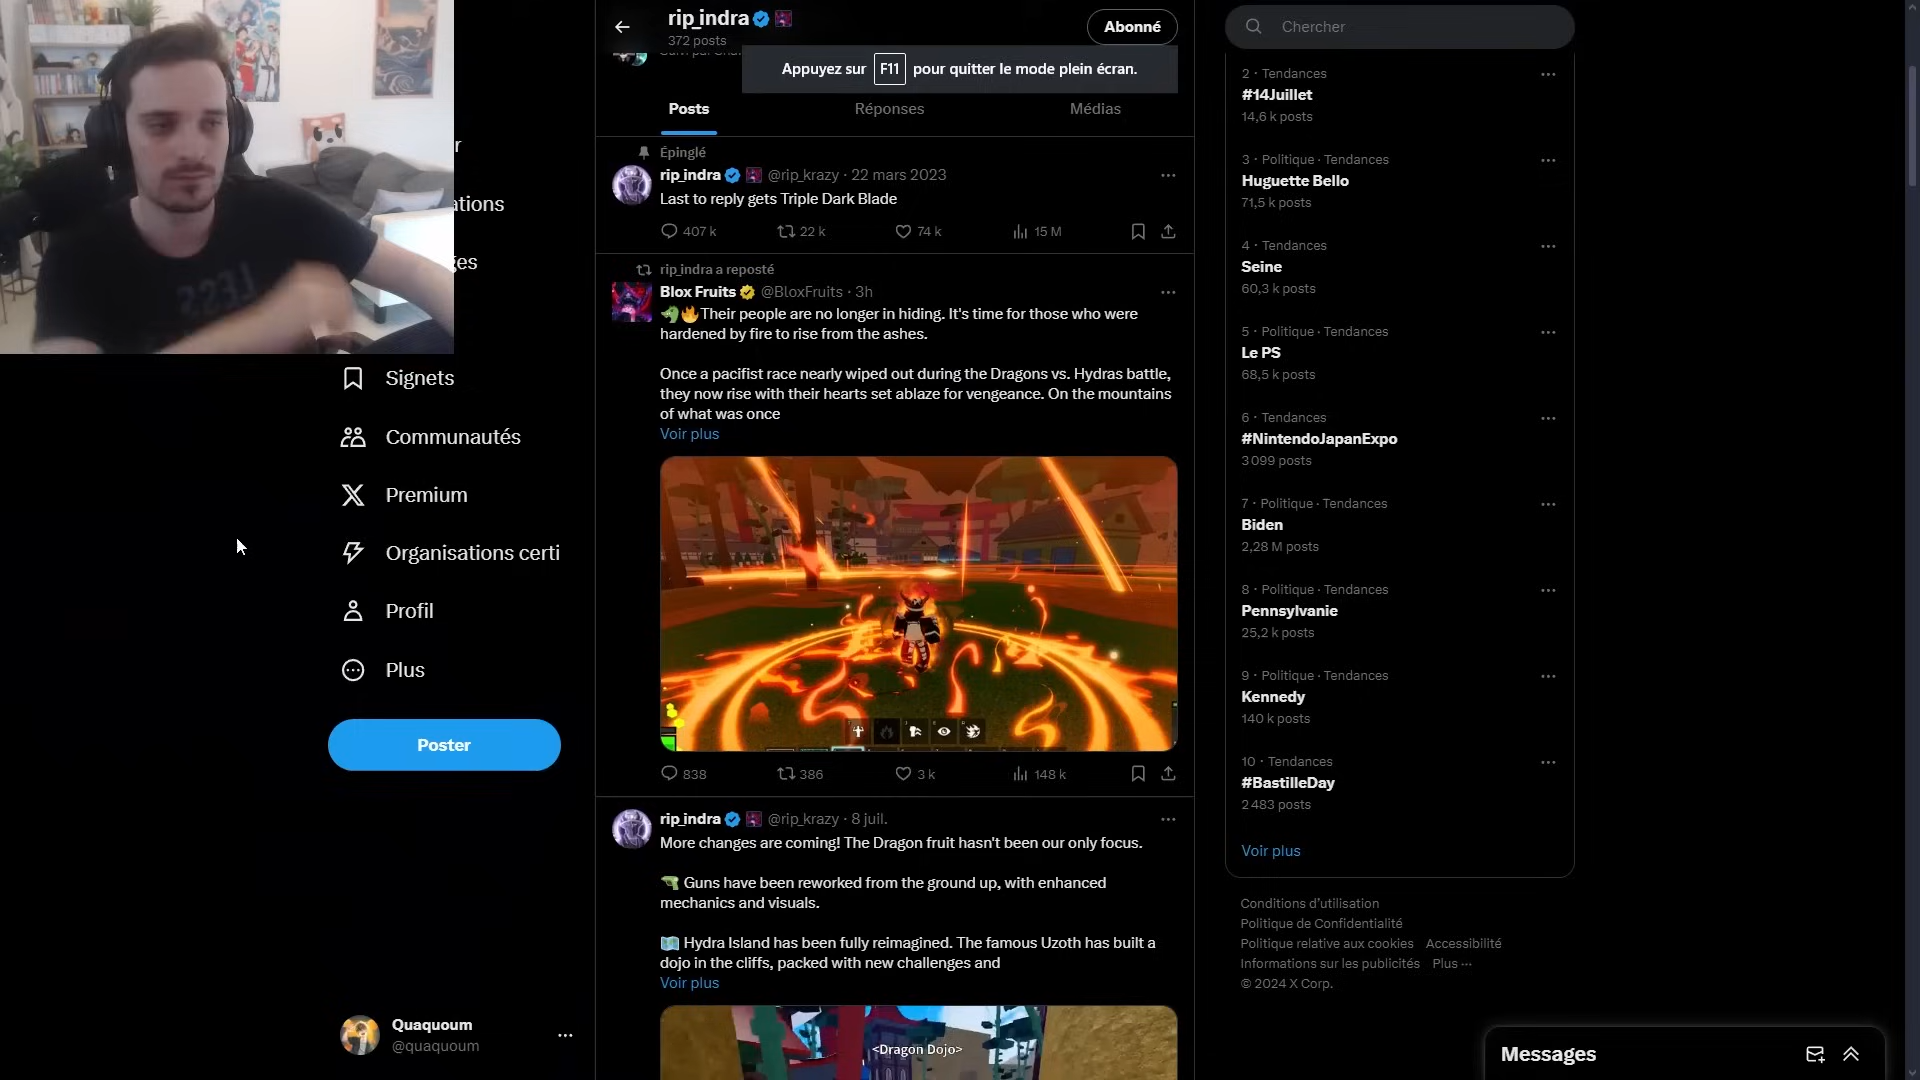 rip_indra
372 posts
Abonné
Appuyez sur F11 pour quitter le mode plein écran.
Posts
Réponses
Médias
Épinglé
rip_indra @rip_krazy · 22 mars 2023
Last to reply gets Triple Dark Blade
407 k
22 k
74 k
15 M
rip_indra a reposté
Blox Fruits @BloxFruits · 3h
Their people are no longer in hiding. It's time for those who were
hardened by fire to rise from the ashes.
Once a pacifist race nearly wiped out during the Dragons vs. Hydras battle,
they now rise with their hearts set ablaze for vengeance. On the mountains
of what was once
Voir plus
838
386
3 k
148 k
rip_indra @rip_krazy · 8 juil.
More changes are coming! The Dragon fruit hasn't been our only focus.
Guns have been reworked from the ground up, with enhanced
mechanics and visuals.
Hydra Island has been fully reimagined. The famous Uzoth has built a
dojo in the cliffs, packed with new challenges and
Voir plus
<Dragon Dojo>
r
ations
ges
Signets
Communautés
Premium
Organisations certi
Profil
Plus
Poster
Quaquoum
@quaquoum
Chercher
2 · Tendances
#14Juillet
14,6 k posts
3 · Politique · Tendances
Huguette Bello
71,5 k posts
4 · Tendances
Seine
60,3 k posts
5 · Politique · Tendances
Le PS
68,5 k posts
6 · Tendances
#NintendoJapanExpo
3 099 posts
7 · Politique · Tendances
Biden
2,28 M posts
8 · Politique · Tendances
Pennsylvanie
25,2 k posts
9 · Politique · Tendances
Kennedy
140 k posts
10 · Tendances
#BastilleDay
2 483 posts
Voir plus
Conditions d'utilisation
Politique de Confidentialité
Politique relative aux cookies Accessibilité
Informations sur les publicités Plus ···
© 2024 X Corp.
Messages